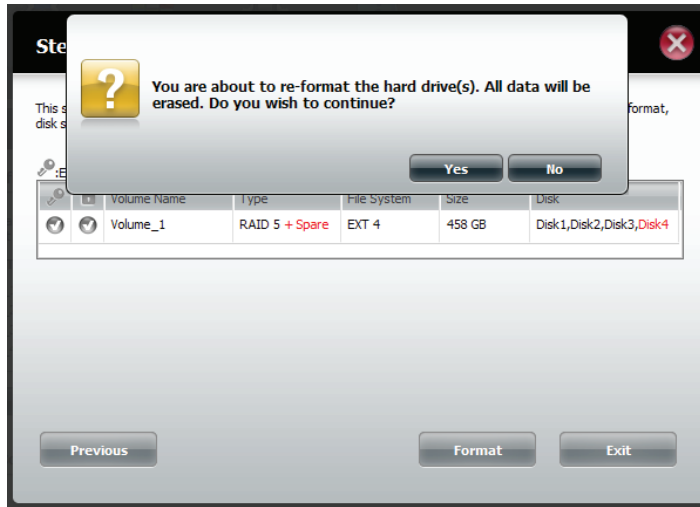 Ste
You are about to re-format the hard drive(s). All data will be
erased. Do you wish to continue?
This s
format,
disk s
Yes No
:E
Volume Name Type File System Size Disk
Volume_1 RAID 5 + Spare EXT 4 458 GB Disk1,Disk2,Disk3,Disk4
Previous Format Exit